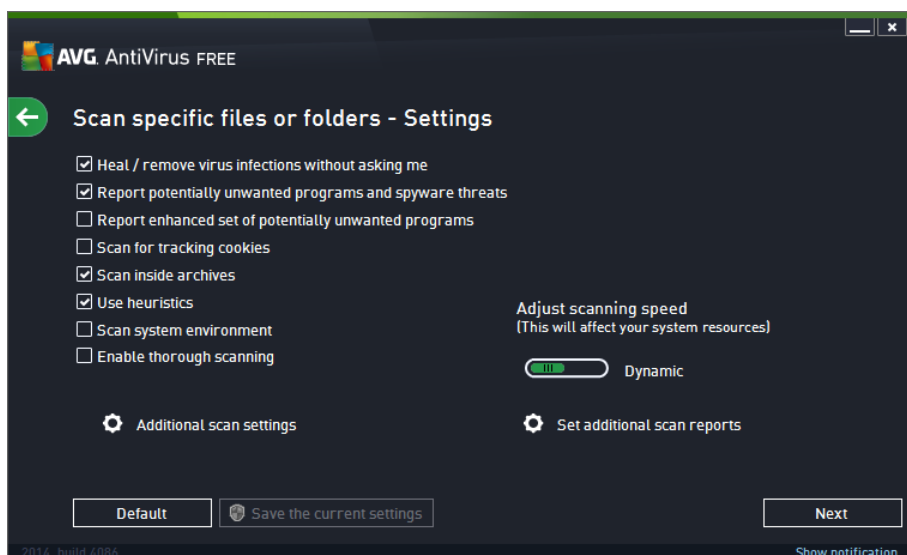 AVG. AntiVirus FREE
Scan specific files or folders - Settings
Heal / remove virus infections without asking me
Report potentially unwanted programs and spyware threats
Report enhanced set of potentially unwanted programs
Scan for tracking cookies
Scan inside archives
Use heuristics
Scan system environment
Enable thorough scanning
Adjust scanning speed
(This will affect your system resources)
Dynamic
Additional scan settings
Set additional scan reports
Default
Save the current settings
Next
2014, build 4086
Show notification